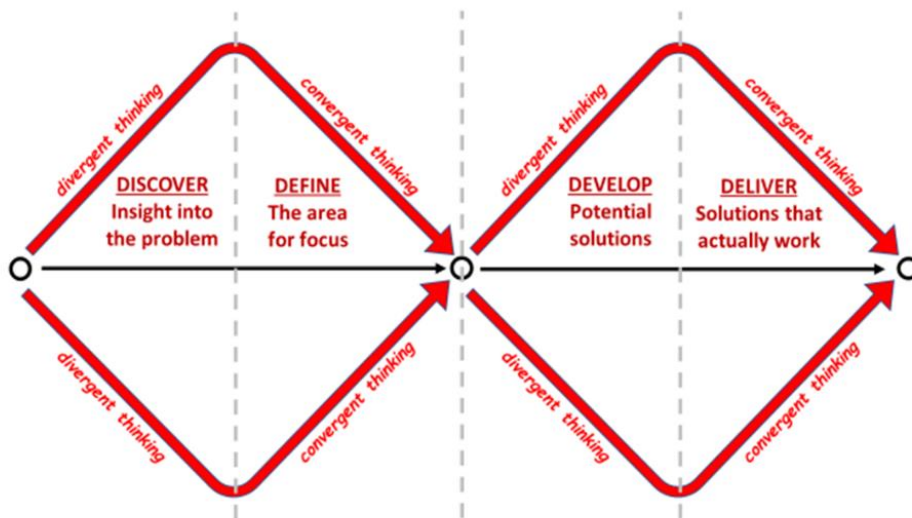 divergent thinking
convergent thinking
divergent thinking
convergent thinking
DISCOVER
Insight into
the problem
DEFINE
The area
for focus
DEVELOP
Potential
solutions
DELIVER
Solutions that
actually work
divergent thinking
convergent thinking
divergent thinking
convergent thinking